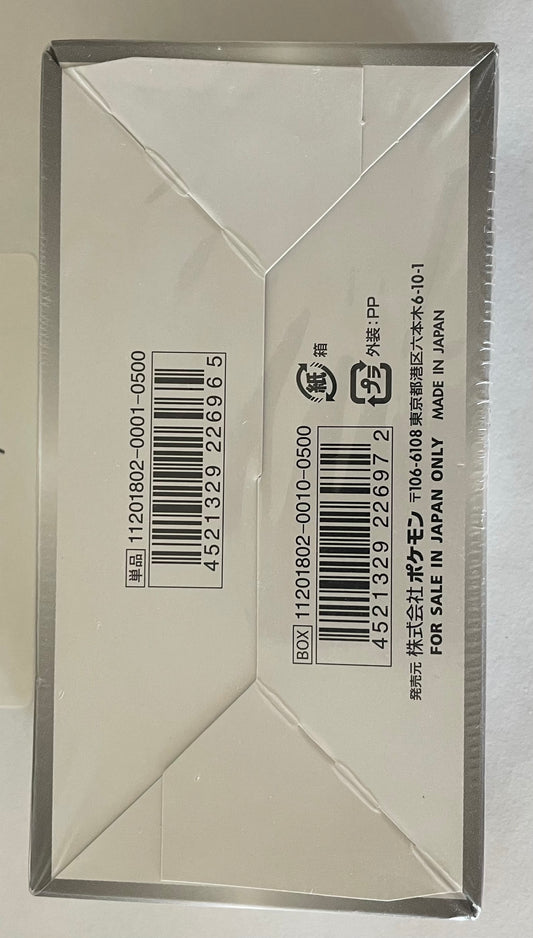 単品 11201802-0001-0500
4521329 226965
BOX 11201802-0010-0500
4521329 226972
紙 箱
プラ 外装:PP
発売元 株式会社 ポケモン 〒106-6108 東京都港区六本木6-10-1
FOR SALE IN JAPAN ONLY MADE IN JAPAN